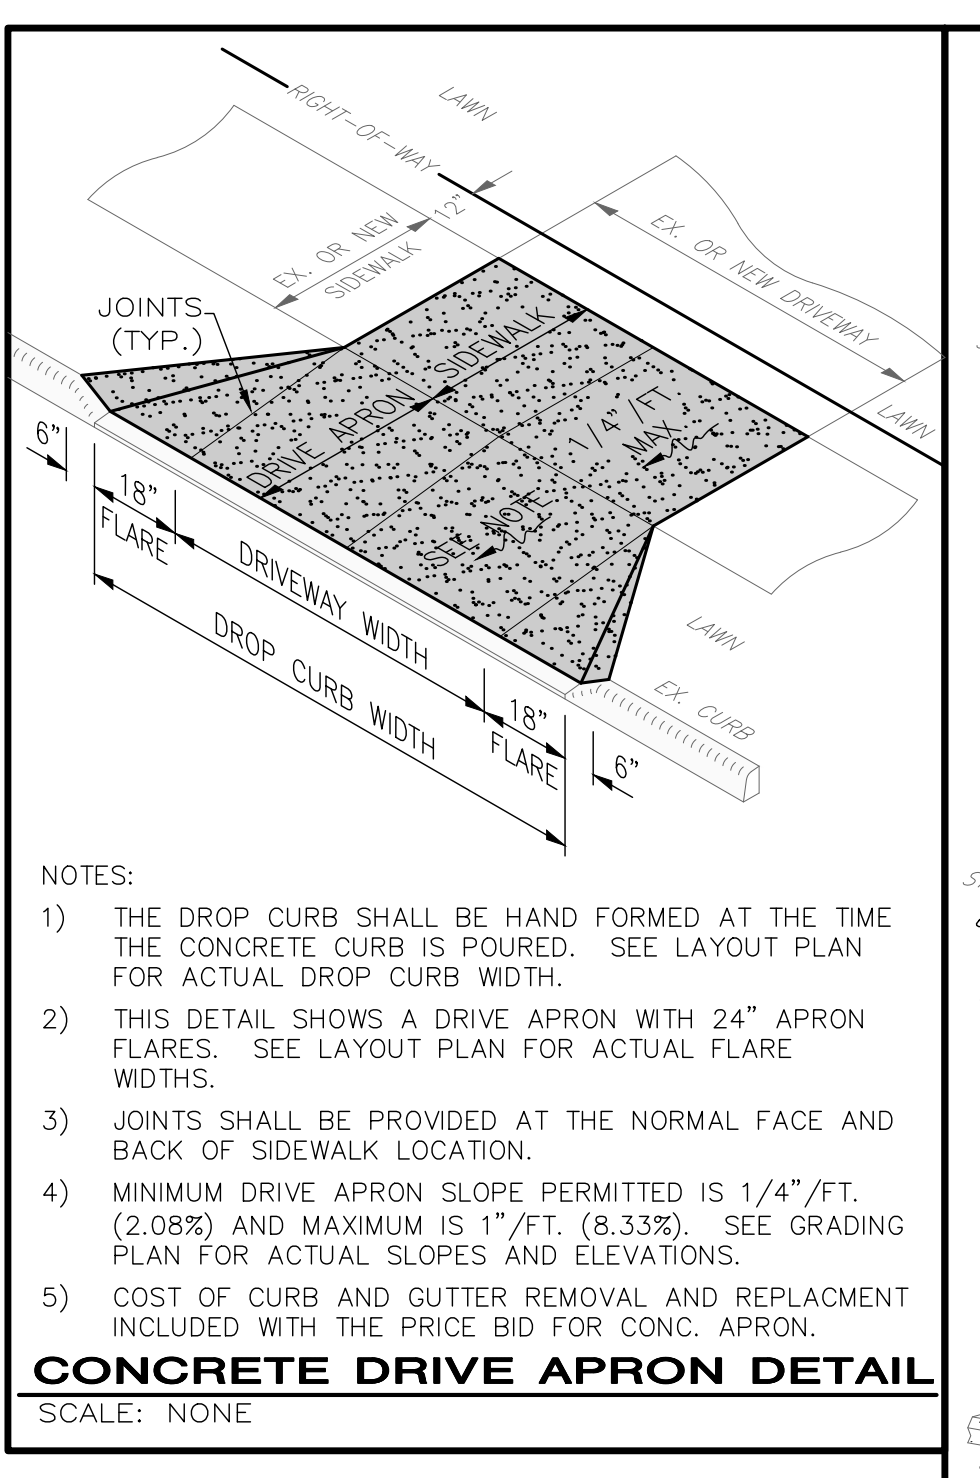 RIGHT-OF-WAY
LAWN
12"
EX. OR NEW
SIDEWALK
EX. OR NEW DRIVEWAY
JOINTS
(TYP.)
SIDEWALK
DRIVE APRON
1/4"/FT
MAX.
LAWN
SEE NOTE
6"
18"
FLARE
DRIVEWAY WIDTH
DROP CURB WIDTH
18"
FLARE
6"
LAWN
EX. CURB
NOTES:
1) THE DROP CURB SHALL BE HAND FORMED AT THE TIME
THE CONCRETE CURB IS POURED. SEE LAYOUT PLAN
FOR ACTUAL DROP CURB WIDTH.
2) THIS DETAIL SHOWS A DRIVE APRON WITH 24" APRON
FLARES. SEE LAYOUT PLAN FOR ACTUAL FLARE
WIDTHS.
3) JOINTS SHALL BE PROVIDED AT THE NORMAL FACE AND
BACK OF SIDEWALK LOCATION.
4) MINIMUM DRIVE APRON SLOPE PERMITTED IS 1/4"/FT.
(2.08%) AND MAXIMUM IS 1"/FT. (8.33%). SEE GRADING
PLAN FOR ACTUAL SLOPES AND ELEVATIONS.
5) COST OF CURB AND GUTTER REMOVAL AND REPLACMENT
INCLUDED WITH THE PRICE BID FOR CONC. APRON.
CONCRETE DRIVE APRON DETAIL
SCALE: NONE